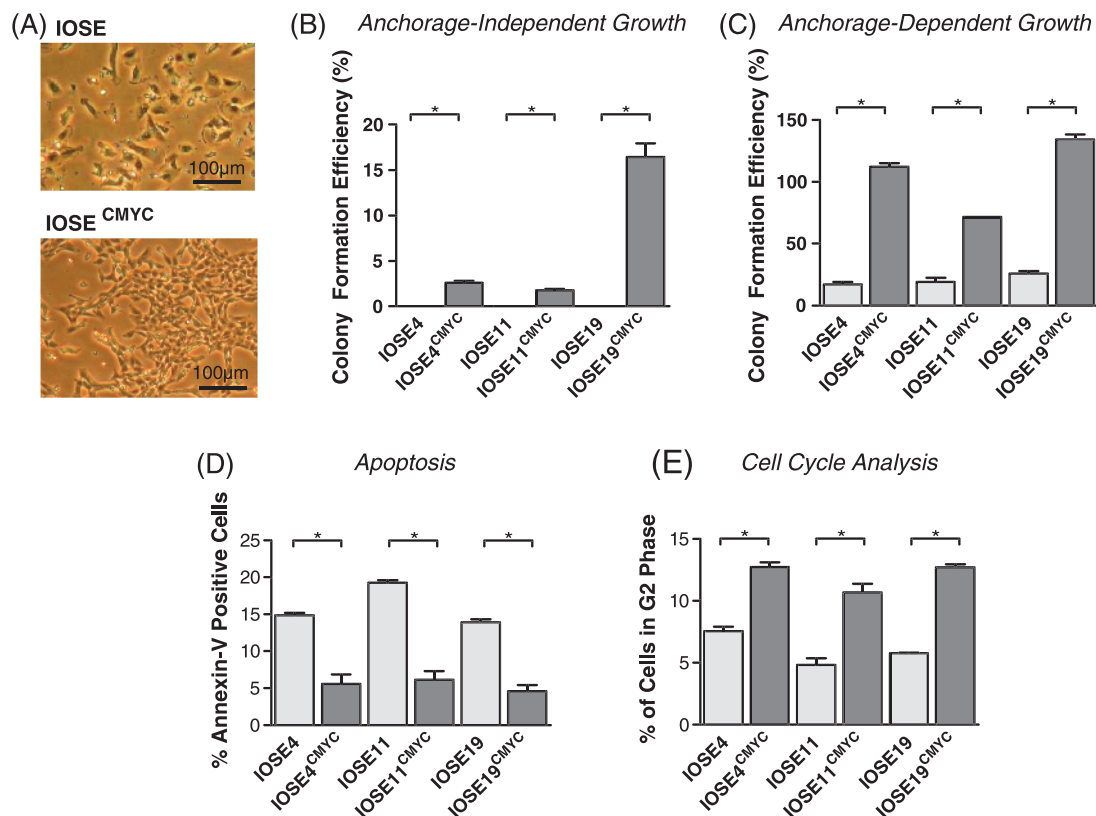 (A) IOSE
100μm
IOSE CMYC
100μm
(B) Anchorage-Independent Growth
Colony Formation Efficiency (%)
* * *
20
15
10
5
0
IOSE4
IOSE4CMYC
IOSE11
IOSE11CMYC
IOSE19
IOSE19CMYC
(C) Anchorage-Dependent Growth
Colony Formation Efficiency (%)
* * *
150
100
50
0
IOSE4
IOSE4CMYC
IOSE11
IOSE11CMYC
IOSE19
IOSE19CMYC
(D) Apoptosis
% Annexin-V Positive Cells
* * *
25
20
15
10
5
0
IOSE4
IOSE4CMYC
IOSE11
IOSE11CMYC
IOSE19
IOSE19CMYC
(E) Cell Cycle Analysis
% of Cells in G2 Phase
* * *
15
10
5
0
IOSE4
IOSE4CMYC
IOSE11
IOSE11CMYC
IOSE19
IOSE19CMYC